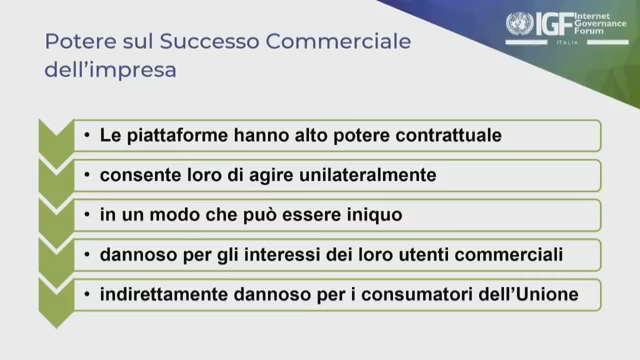 Potere sul Successo Commerciale
dell'impresa
IGF Internet
Governance
Forum
ITALIA
• Le piattaforme hanno alto potere contrattuale
• consente loro di agire unilateralmente
• in un modo che può essere iniquo
• dannoso per gli interessi dei loro utenti commerciali
• indirettamente dannoso per i consumatori dell'Unione